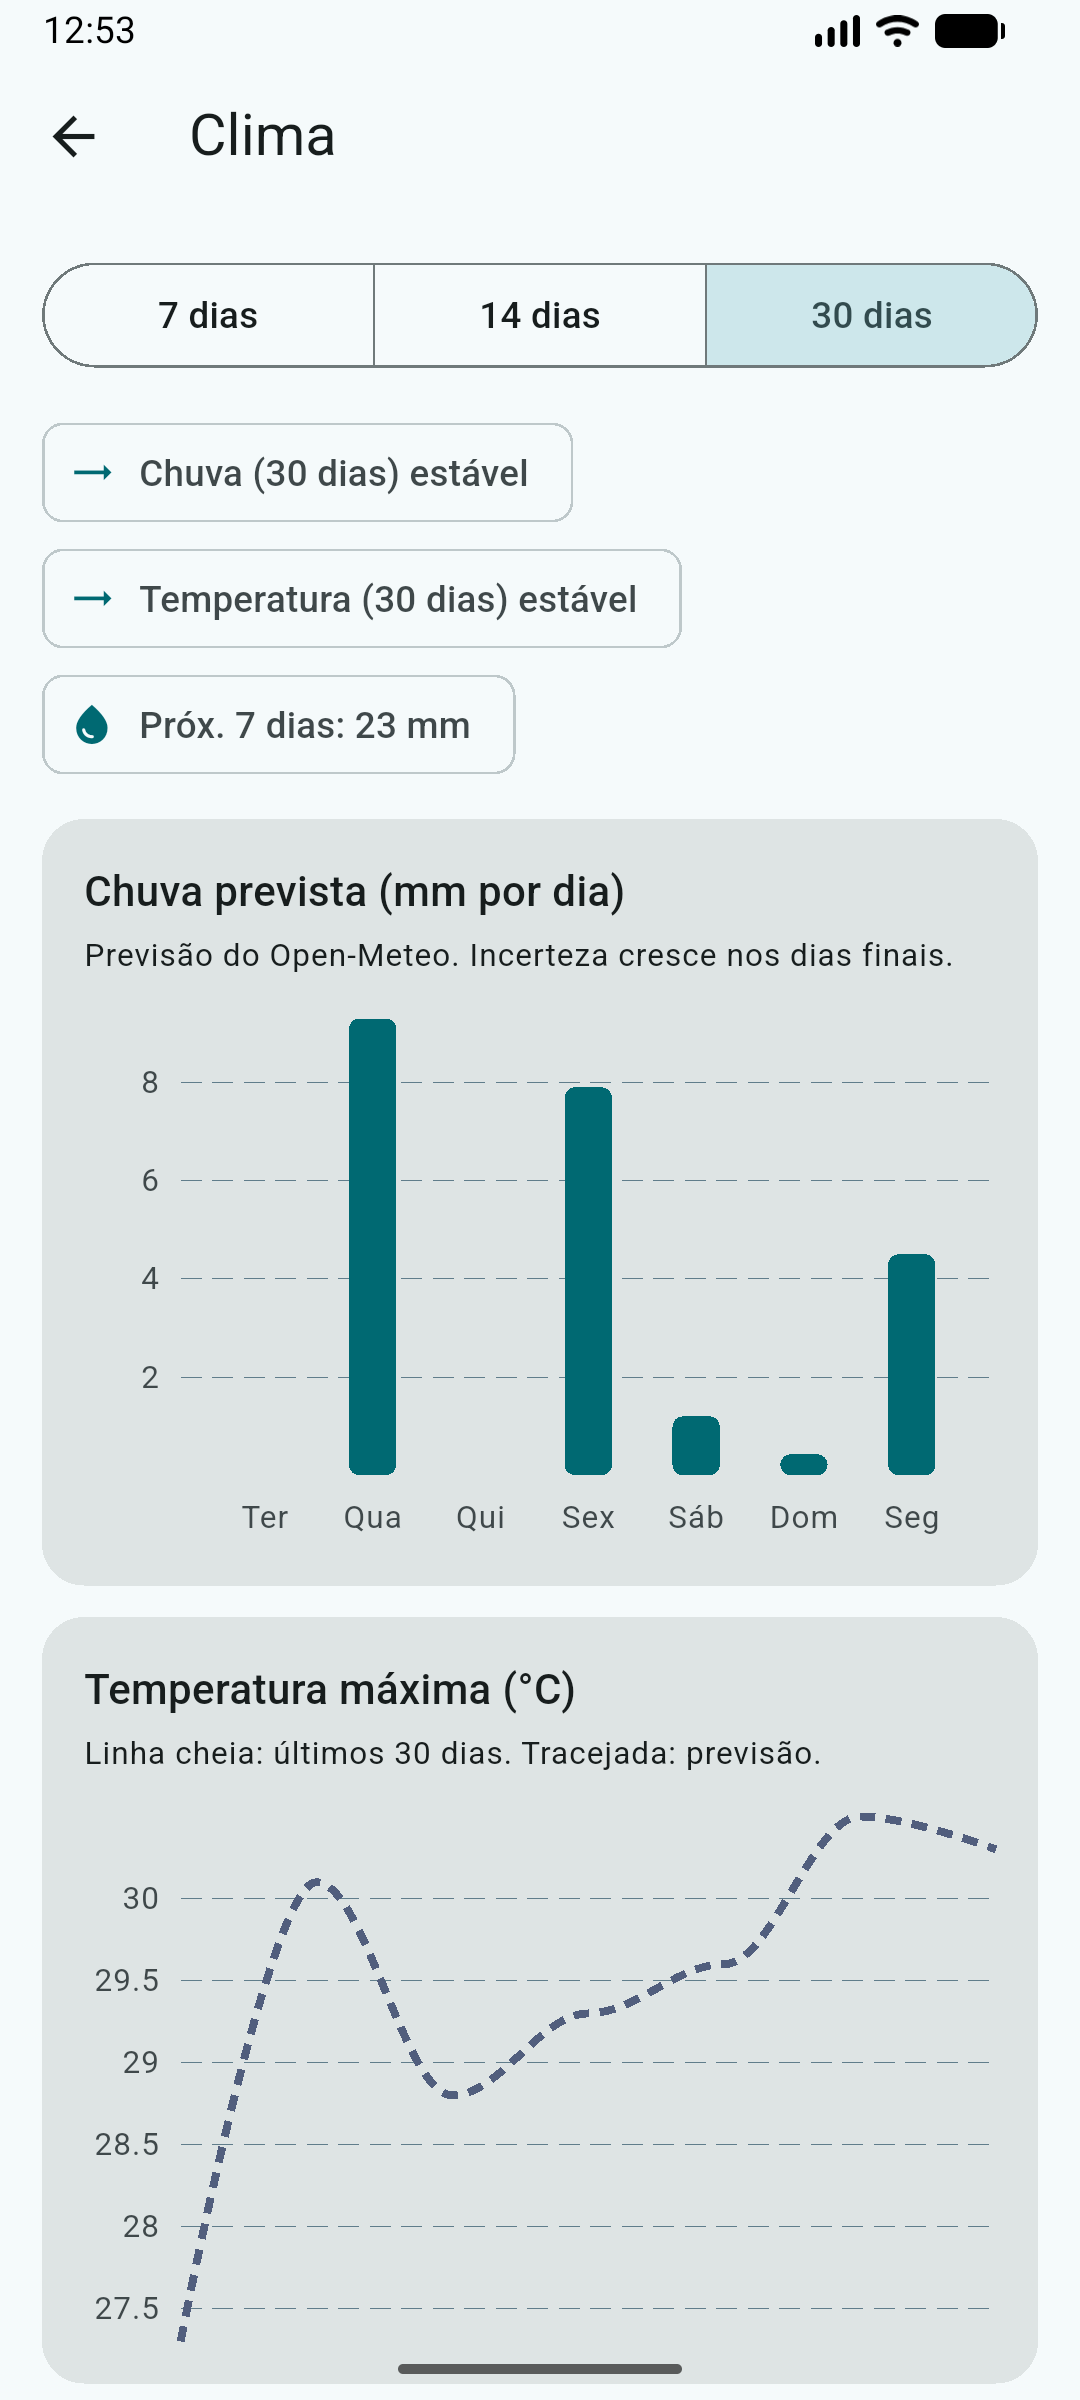 12:53
Clima
7 dias
14 dias
30 dias
Chuva (30 dias) estável
Temperatura (30 dias) estável
Próx. 7 dias: 23 mm
Chuva prevista (mm por dia)
Previsão do Open-Meteo. Incerteza cresce nos dias finais.
8
6
4
2
Ter Qua Qui Sex Sáb Dom Seg
Temperatura máxima (°C)
Linha cheia: últimos 30 dias. Tracejada: previsão.
30
29.5
29
28.5
28
27.5